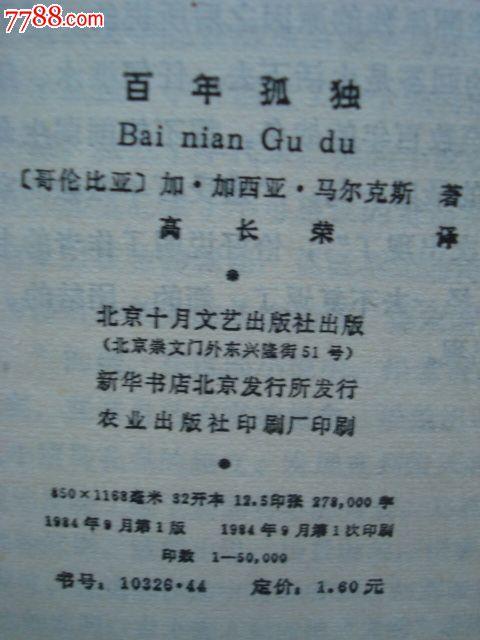 7788.com
百年孤独
Bai nian Gu du
〔哥伦比亚〕加·加西亚·马尔克斯 著
高长荣 译
北京十月文艺出版社出版
(北京崇文门外东兴隆街51号)
新华书店北京发行所发行
农业出版社印刷厂印刷
850×1168毫米 32开本 12.5印张 278,000字
1984年9月第1版 1984年9月第1次印刷
印数 1—50,000
书号：10326·44 定价：1.60元